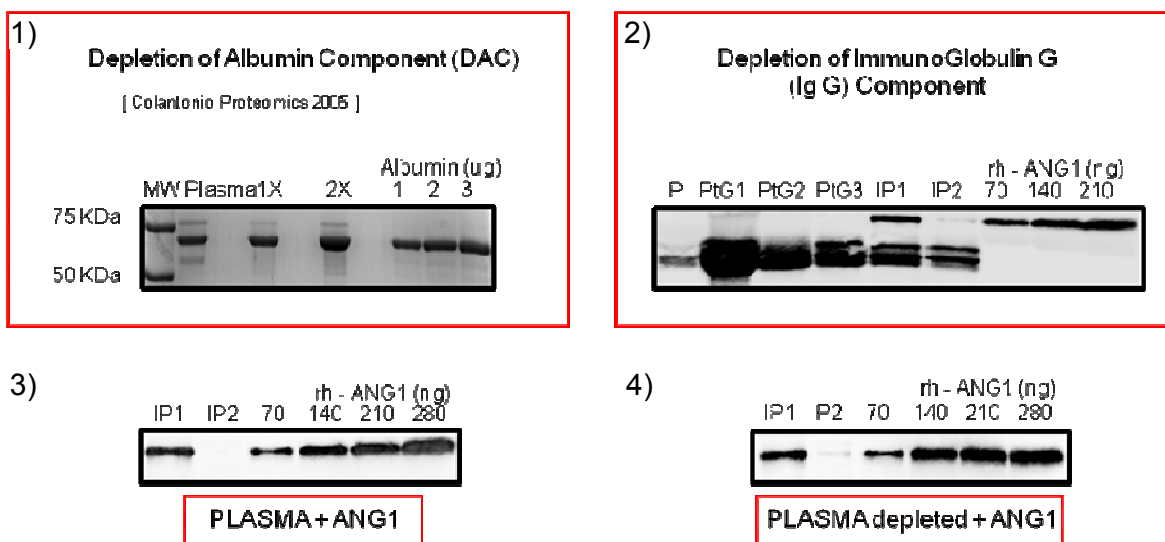 1)
Depletion of Albumin Component (DAC)
[ Colantonio Proteomics 2005 ]
Albumin (ug)
MW Plasma 1X 2X 1 2 3
75 KDa
50 KDa
2)
Depletion of ImmunoGlobulin G
(Ig G) Component
rh - ANG1 (ng)
P PtG1 PtG2 PtG3 IP1 IP2 70 140 210
3)
rh - ANG1 (ng)
IP1 IP2 70 140 210 280
PLASMA + ANG1
4)
rh - ANG1 (ng)
IP1 IP2 70 140 210 280
PLASMA depleted + ANG1